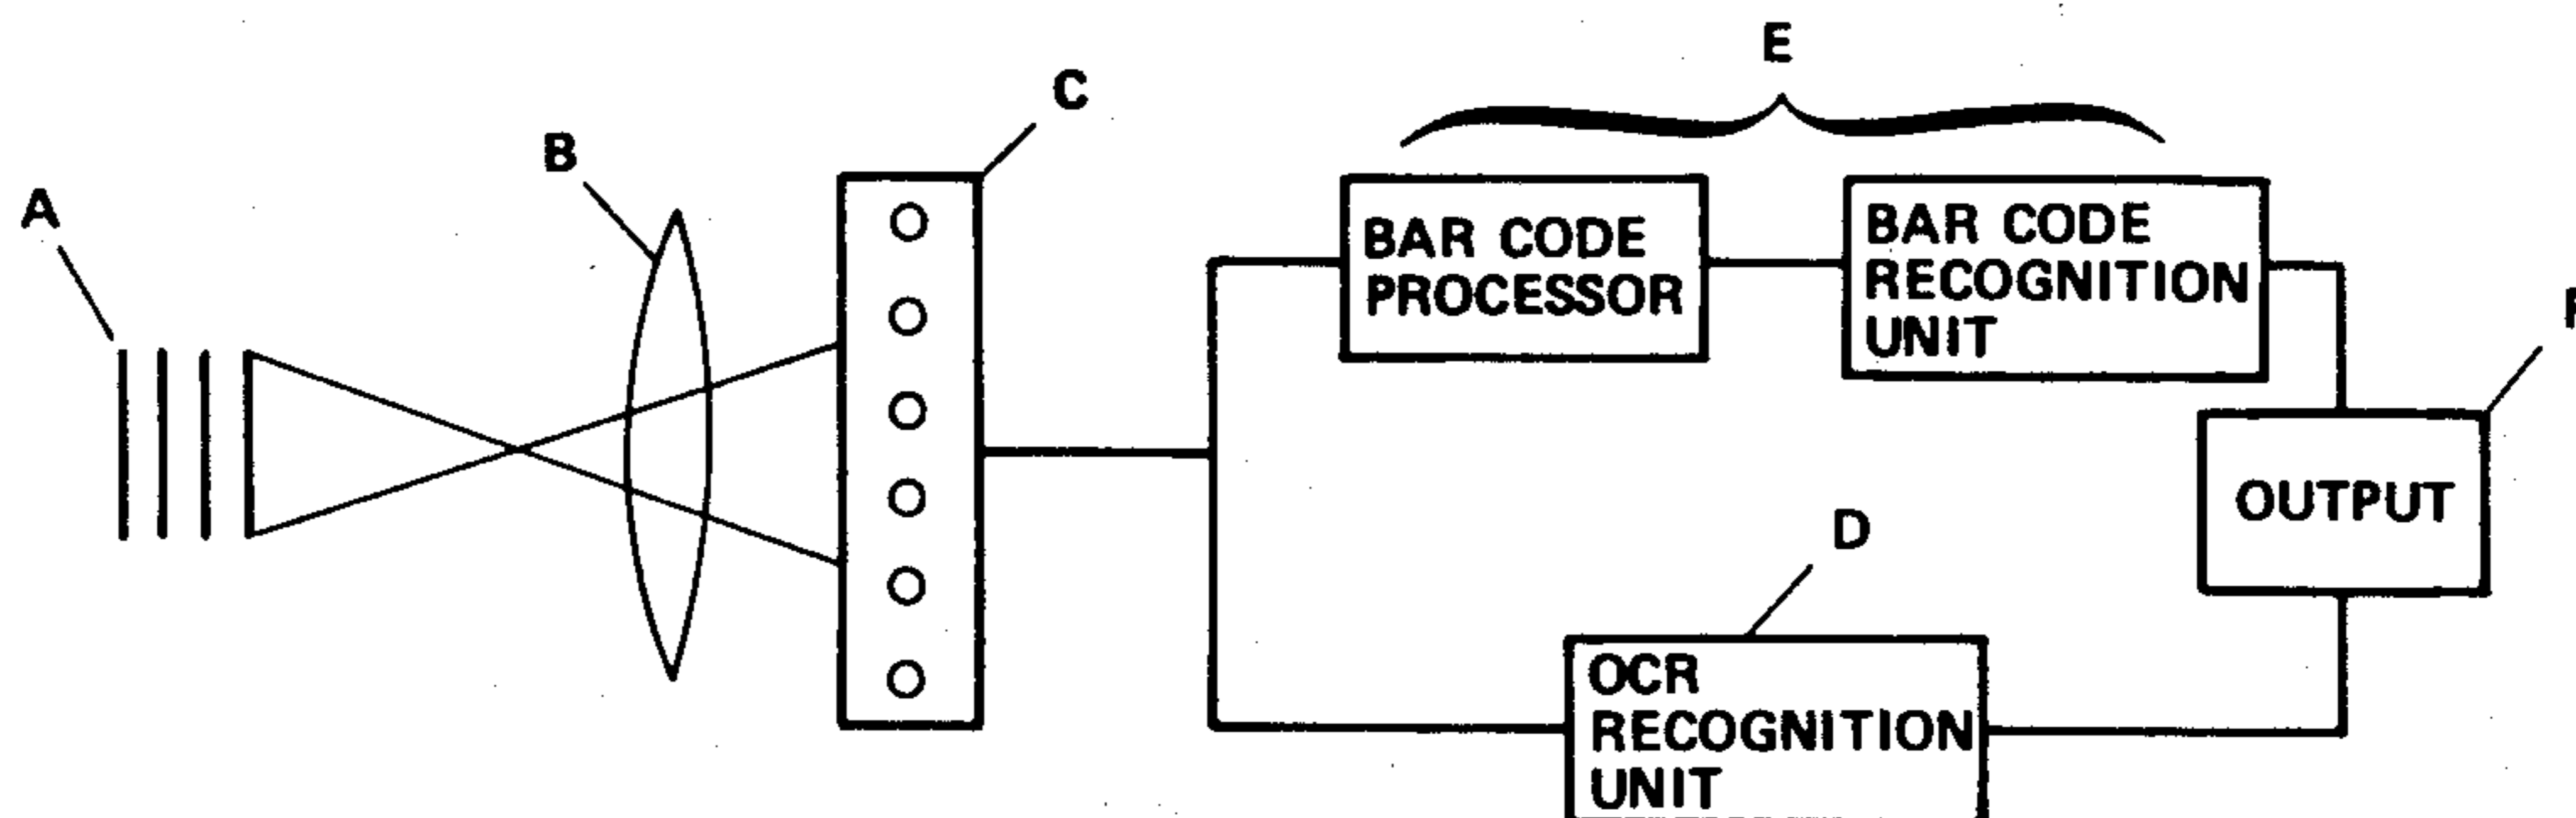 E
C
B
A
BAR CODE
PROCESSOR
BAR CODE
RECOGNITION
UNIT
OUTPUT
D
OCR
RECOGNITION
UNIT